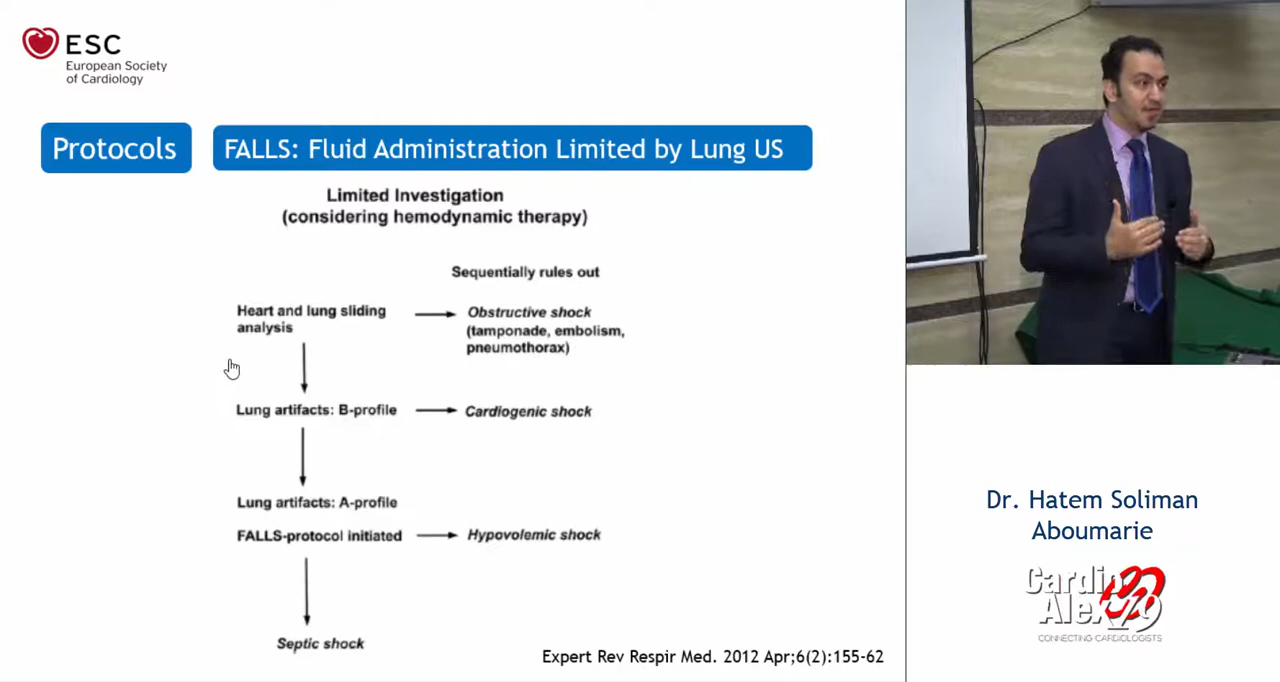 ESC
European Society
of Cardiology
Protocols
FALLS: Fluid Administration Limited by Lung US
Limited Investigation
(considering hemodynamic therapy)
Sequentially rules out
Heart and lung sliding
analysis
Obstructive shock
(tamponade, embolism,
pneumothorax)
Lung artifacts: B-profile
Cardiogenic shock
Lung artifacts: A-profile
FALLS-protocol initiated
Hypovolemic shock
Septic shock
Expert Rev Respir Med. 2012 Apr;6(2):155-62
Dr. Hatem Soliman
Aboumarie
Cardio
Alex19
CONNECTING CARDIOLOGISTS